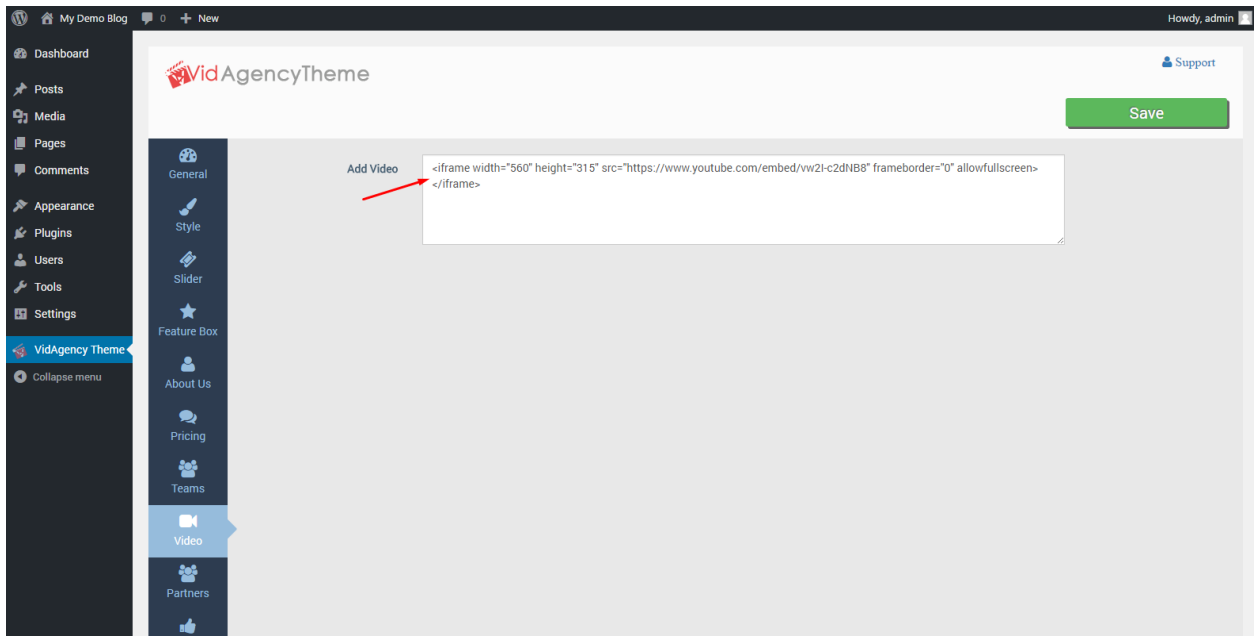 My Demo Blog 0 + New Howdy, admin
Dashboard
Posts
Media
Pages
Comments
Appearance
Plugins
Users
Tools
Settings
VidAgency Theme
Collapse menu
VidAgencyTheme
Support
Save
General
Style
Slider
Feature Box
About Us
Pricing
Teams
Video
Partners
Add Video
<iframe width="560" height="315" src="https://www.youtube.com/embed/vw2I-c2dNB8" frameborder="0" allowfullscreen>
</iframe>